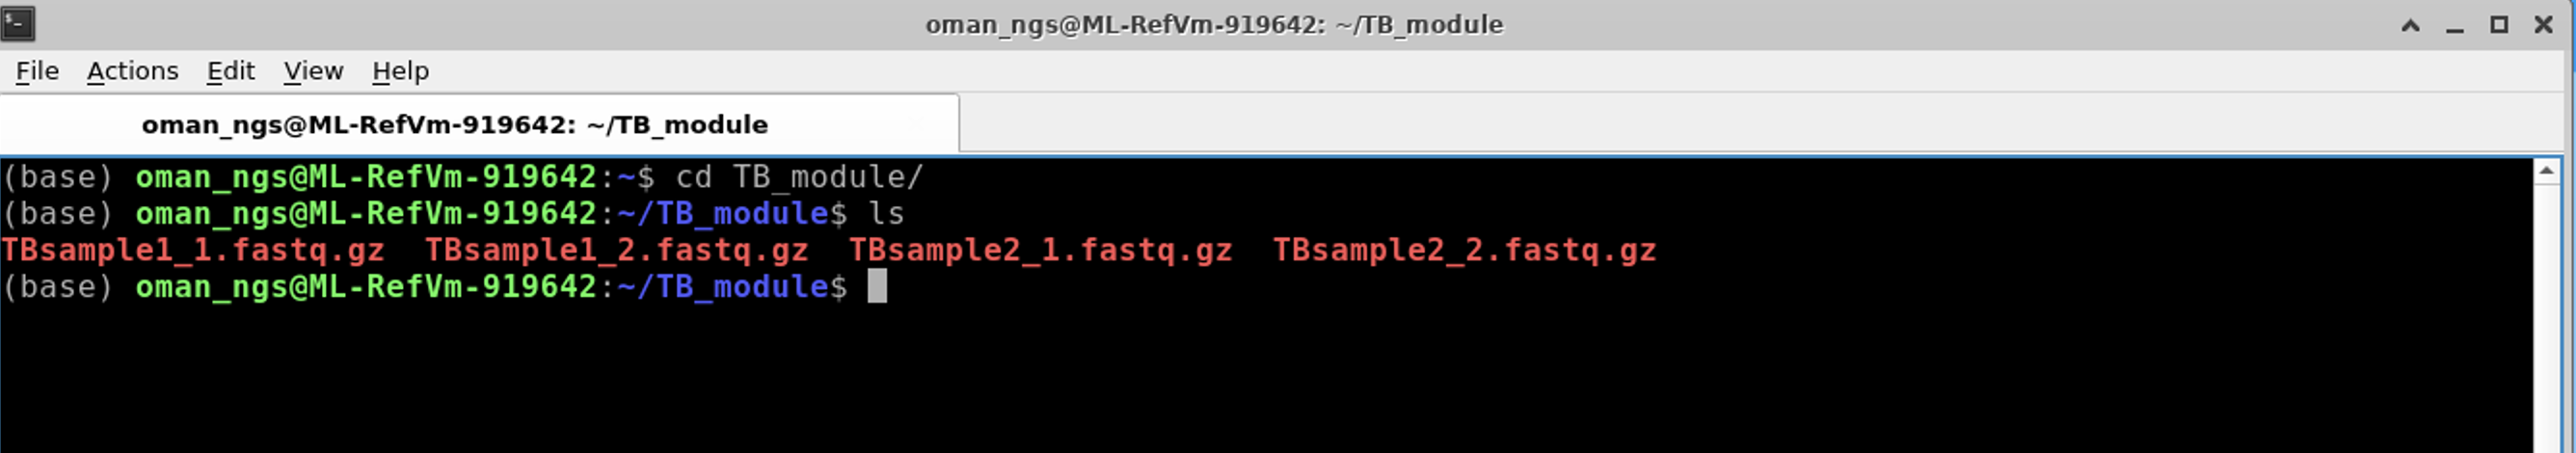 oman_ngs@ML-RefVm-919642: ~/TB_module
File Actions Edit View Help
oman_ngs@ML-RefVm-919642: ~/TB_module
(base) oman_ngs@ML-RefVm-919642:~$ cd TB_module/
(base) oman_ngs@ML-RefVm-919642:~/TB_module$ ls
TBsample1_1.fastq.gz  TBsample1_2.fastq.gz  TBsample2_1.fastq.gz  TBsample2_2.fastq.gz
(base) oman_ngs@ML-RefVm-919642:~/TB_module$